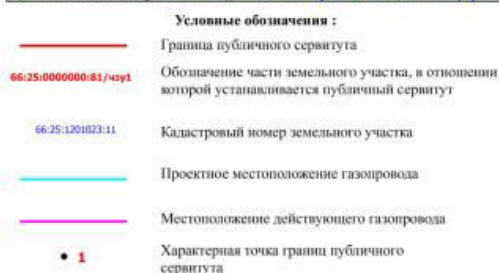 Условные обозначения :
Граница публичного сервитута
66:25:0000000:81/чзу1
Обозначение части земельного участка, в отношении
которой устанавливается публичный сервитут
66:25:1201023:11
Кадастровый номер земельного участка
Проектное местоположение газопровода
Местоположение действующего газопровода
1
Характерная точка границ публичного
сервитута